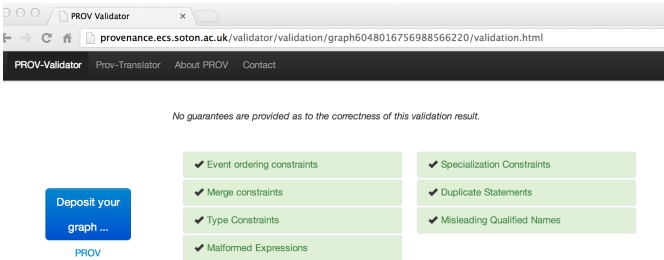 PROV Validator
provenance.ecs.soton.ac.uk/validator/validation/graph6048016756988566220/validation.html
PROV-Validator Prov-Translator About PROV Contact
No guarantees are provided as to the correctness of this validation result.
Deposit your
graph ...
PROV
Event ordering constraints
Merge constraints
Type Constraints
Malformed Expressions
Specialization Constraints
Duplicate Statements
Misleading Qualified Names